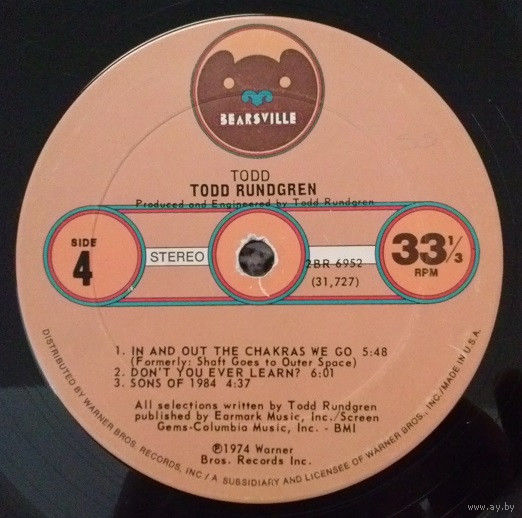 BEARSVILLE
TODD
TODD RUNDGREN
Produced and Engineered by Todd Rundgren
SIDE
4
STEREO
2BR 6952
(31,727)
33 1/3
RPM
1. IN AND OUT THE CHAKRAS WE GO 5:48
(Formerly: Shaft Goes to Outer Space)
2. DON'T YOU EVER LEARN? 6:01
3. SONS OF 1984 4:37
All selections written by Todd Rundgren
published by Earmark Music, Inc./Screen
Gems-Columbia Music, Inc. - BMI
℗1974 Warner
Bros. Records Inc.
DISTRIBUTED BY WARNER BROS. RECORDS, INC./A SUBSIDIARY AND LICENSEE OF WARNER BROS. INC./MADE IN U.S.A.
www.ay.by